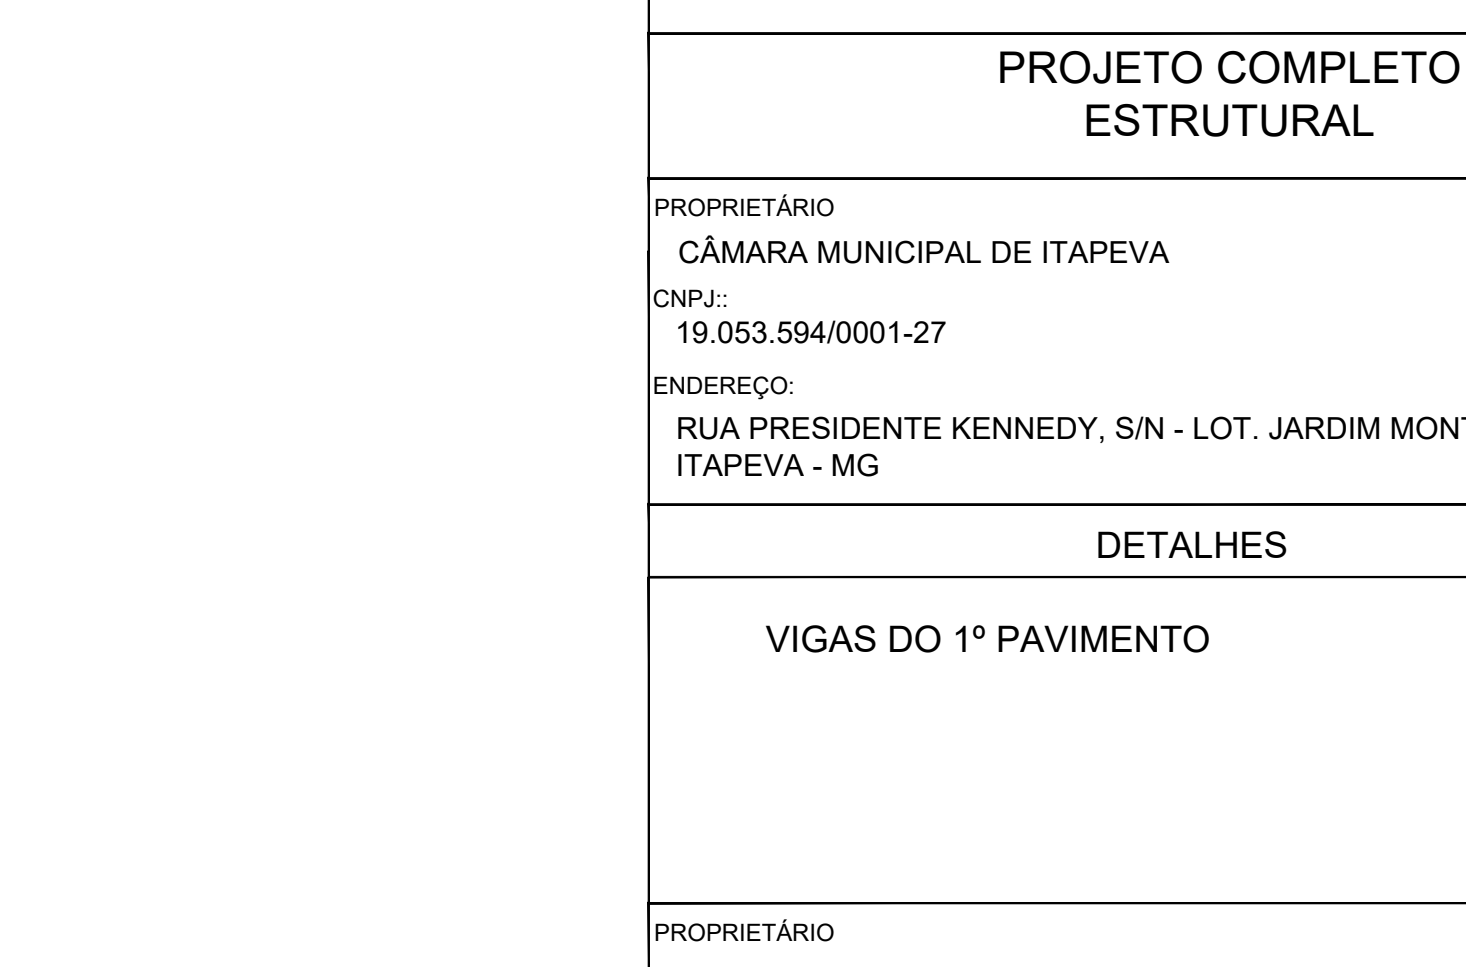 PROJETO COMPLETO
ESTRUTURAL
PROPRIETÁRIO
CÂMARA MUNICIPAL DE ITAPEVA
CNPJ::
19.053.594/0001-27
ENDEREÇO:
RUA PRESIDENTE KENNEDY, S/N - LOT. JARDIM
ITAPEVA - MG
DETALHES
VIGAS DO 1º PAVIMENTO
PROPRIETÁRIO